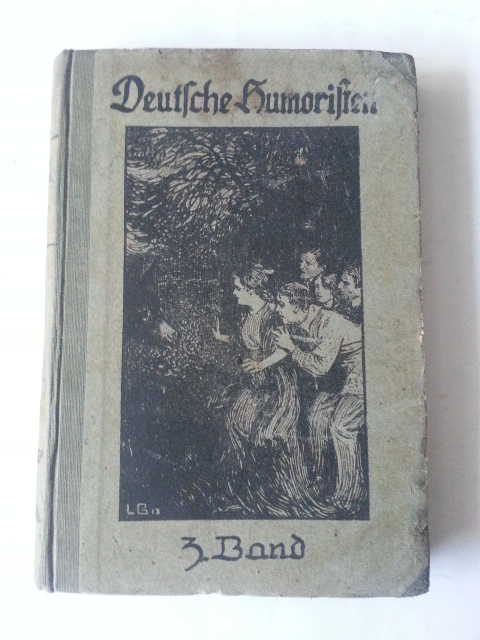 Deutſche Humoriſten
LB 13
3. Band